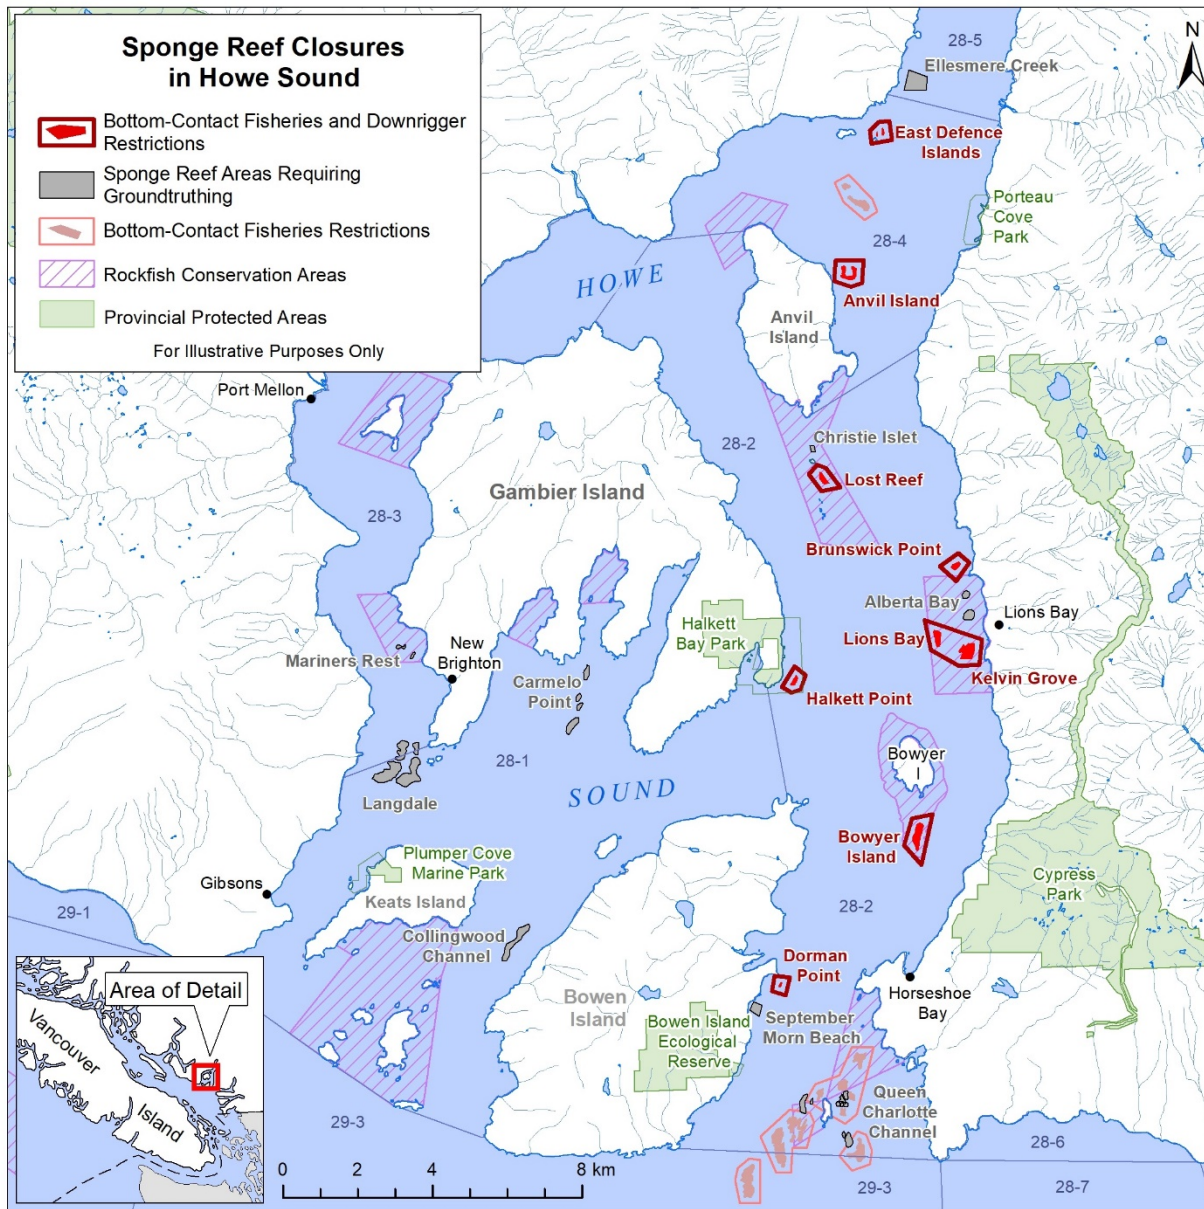 Sponge Reef Closures
in Howe Sound
Bottom-Contact Fisheries and Downrigger
Restrictions
Sponge Reef Areas Requiring
Groundtruthing
Bottom-Contact Fisheries Restrictions
Rockfish Conservation Areas
Provincial Protected Areas
For Illustrative Purposes Only
N
28-5
Ellesmere Creek
East Defence
Islands
Porteau
Cove
Park
28-4
HOWE
Anvil Island
Anvil
Island
Port Mellon
28-2
Christie Islet
Lost Reef
Gambier Island
28-3
Brunswick Point
Alberta Bay
Lions Bay
Halkett
Bay Park
Lions Bay
Mariners Rest
New
Brighton
Carmelo
Point
Kelvin Grove
Halkett Point
28-1
Bowyer
I
Langdale
SOUND
Bowyer
Island
Plumper Cove
Marine Park
Gibsons
Keats Island
Cypress
Park
29-1
28-2
Collingwood
Channel
Dorman
Point
Horseshoe
Bay
Bowen
Island
September
Morn Beach
Bowen Island
Ecological
Reserve
Area of Detail
Vancouver
Island
Queen
Charlotte
Channel
29-3
28-6
0 2 4 8 km
29-3
28-7